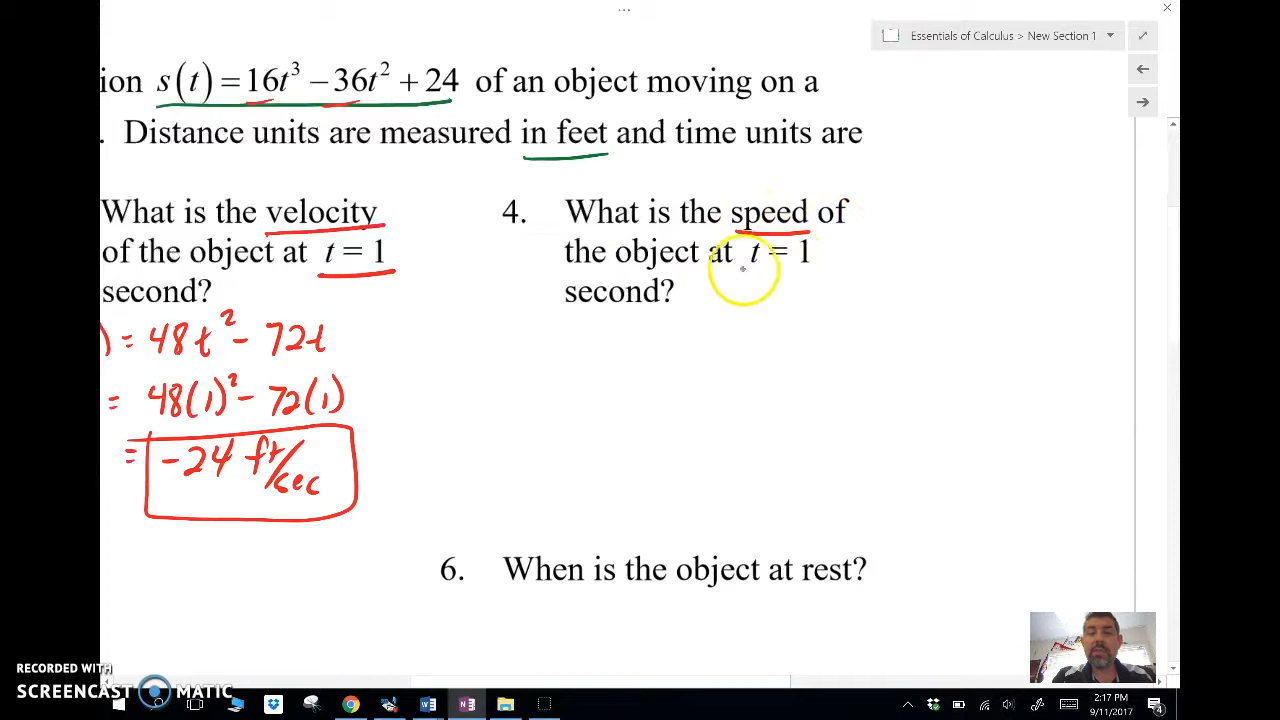 Essentials of Calculus > New Section 1
ion s(t) = 16t³ − 36t² + 24 of an object moving on a
. Distance units are measured in feet and time units are
What is the velocity
of the object at t = 1
second?
) = 48t² − 72t
= 48(1)² − 72(1)
= −24 ft/sec
4. What is the speed of
the object at t = 1
second?
6. When is the object at rest?
RECORDED WITH
SCREENCAST MATIC
2:17 PM
9/11/2017
4